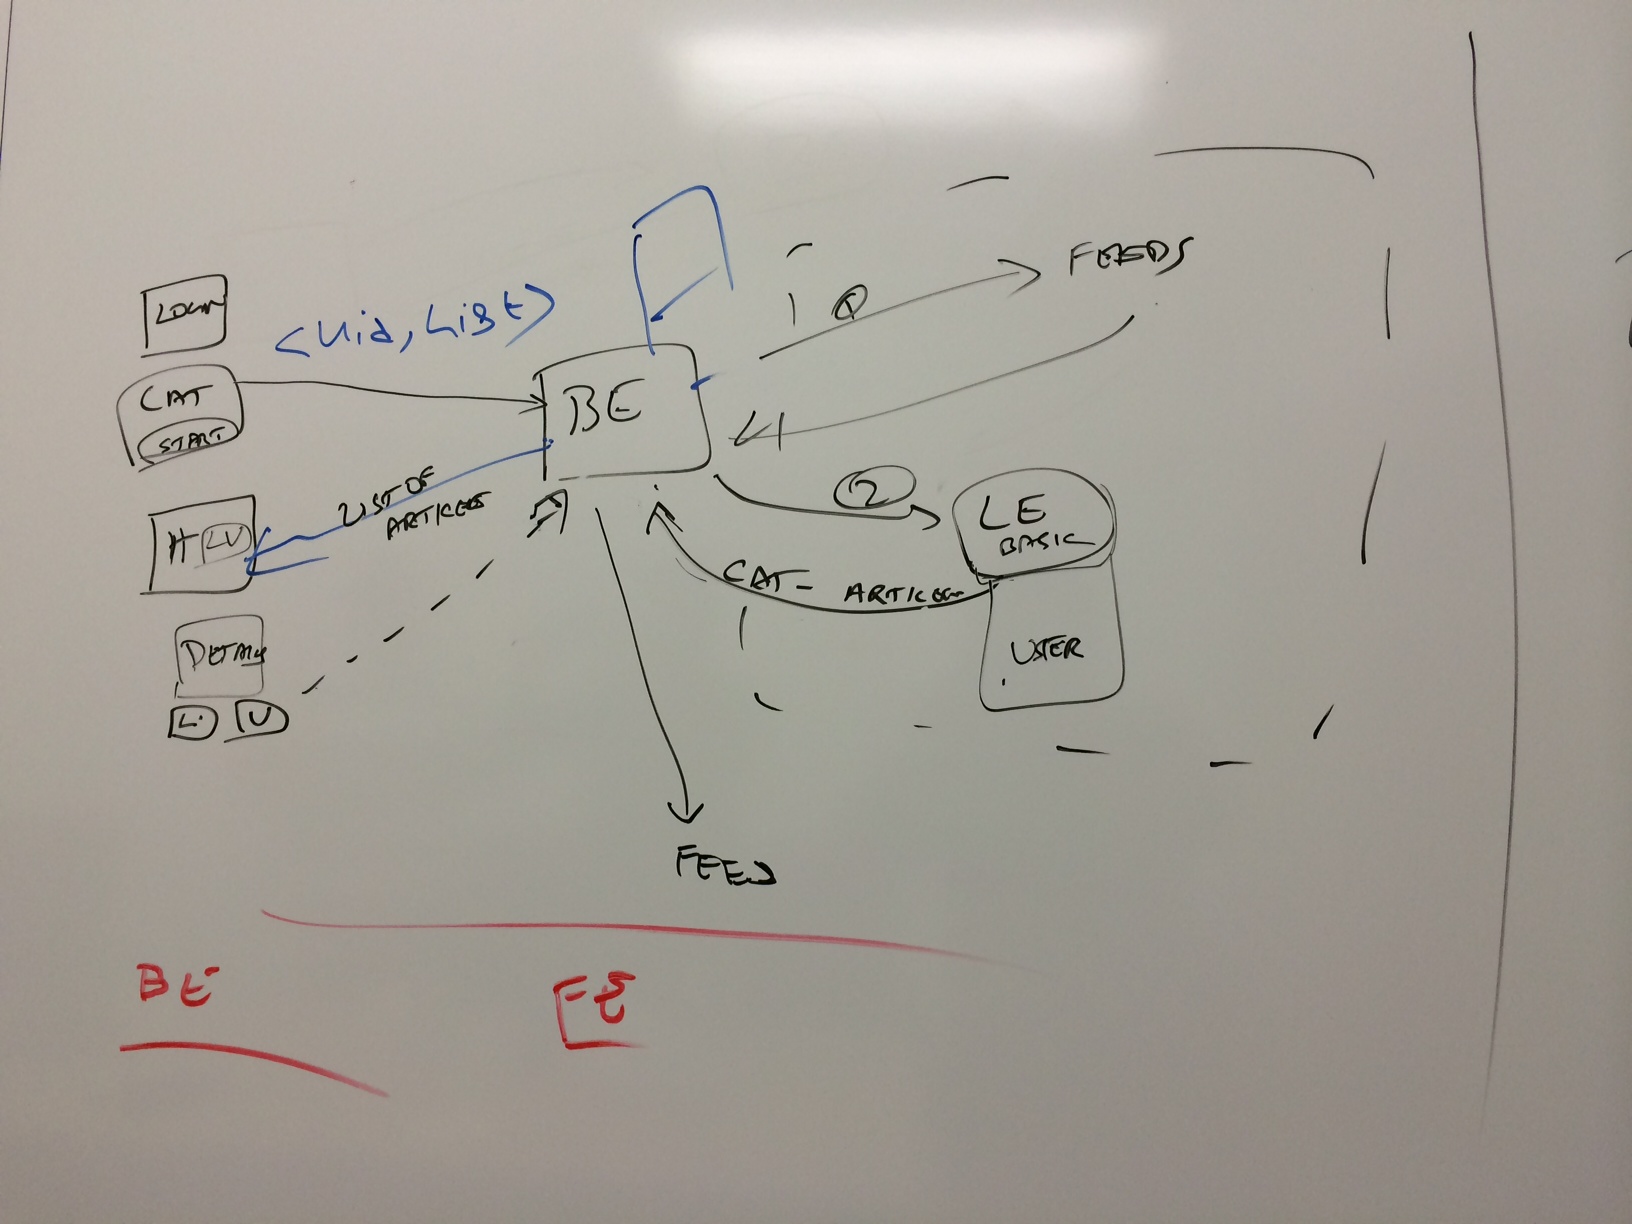 FEEDS
1
LOGIN
<Uid, List>
CAT
START
BE
LIST OF
ARTICLES
2
LE
BASIC
H LV
CAT- ARTICLES
DETAILS
USER
L V
FEED
BE
FE